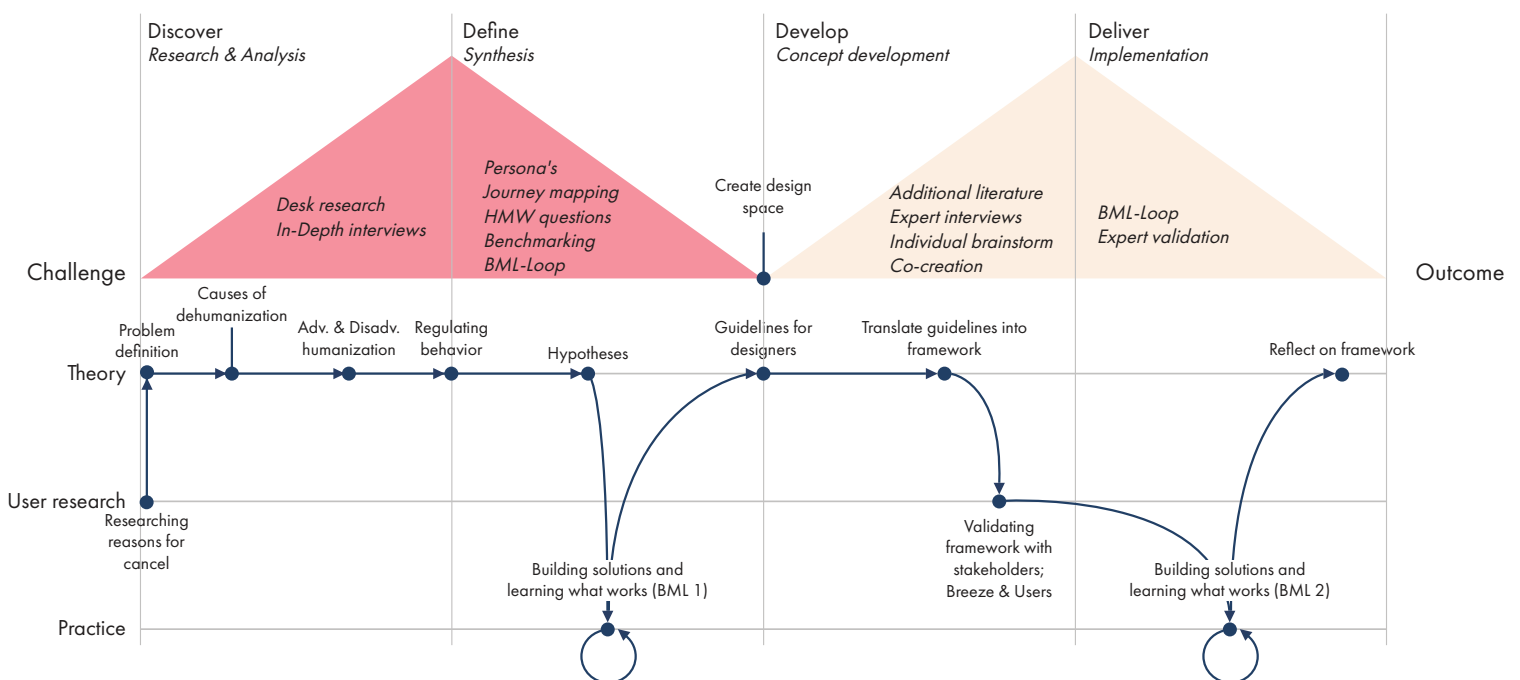 Discover
Research & Analysis
Define
Synthesis
Develop
Concept development
Deliver
Implementation
Desk research
In-Depth interviews
Persona's
Journey mapping
HMW questions
Benchmarking
BML-Loop
Create design
space
Additional literature
Expert interviews
Individual brainstorm
Co-creation
BML-Loop
Expert validation
Challenge
Outcome
Problem
definition
Causes of
dehumanization
Adv. & Disadv.
humanization
Regulating
behavior
Hypotheses
Guidelines for
designers
Translate guidelines into
framework
Reflect on framework
Theory
User research
Researching
reasons for
cancel
Validating
framework with
stakeholders;
Breeze & Users
Building solutions and
learning what works (BML 1)
Building solutions and
learning what works (BML 2)
Practice